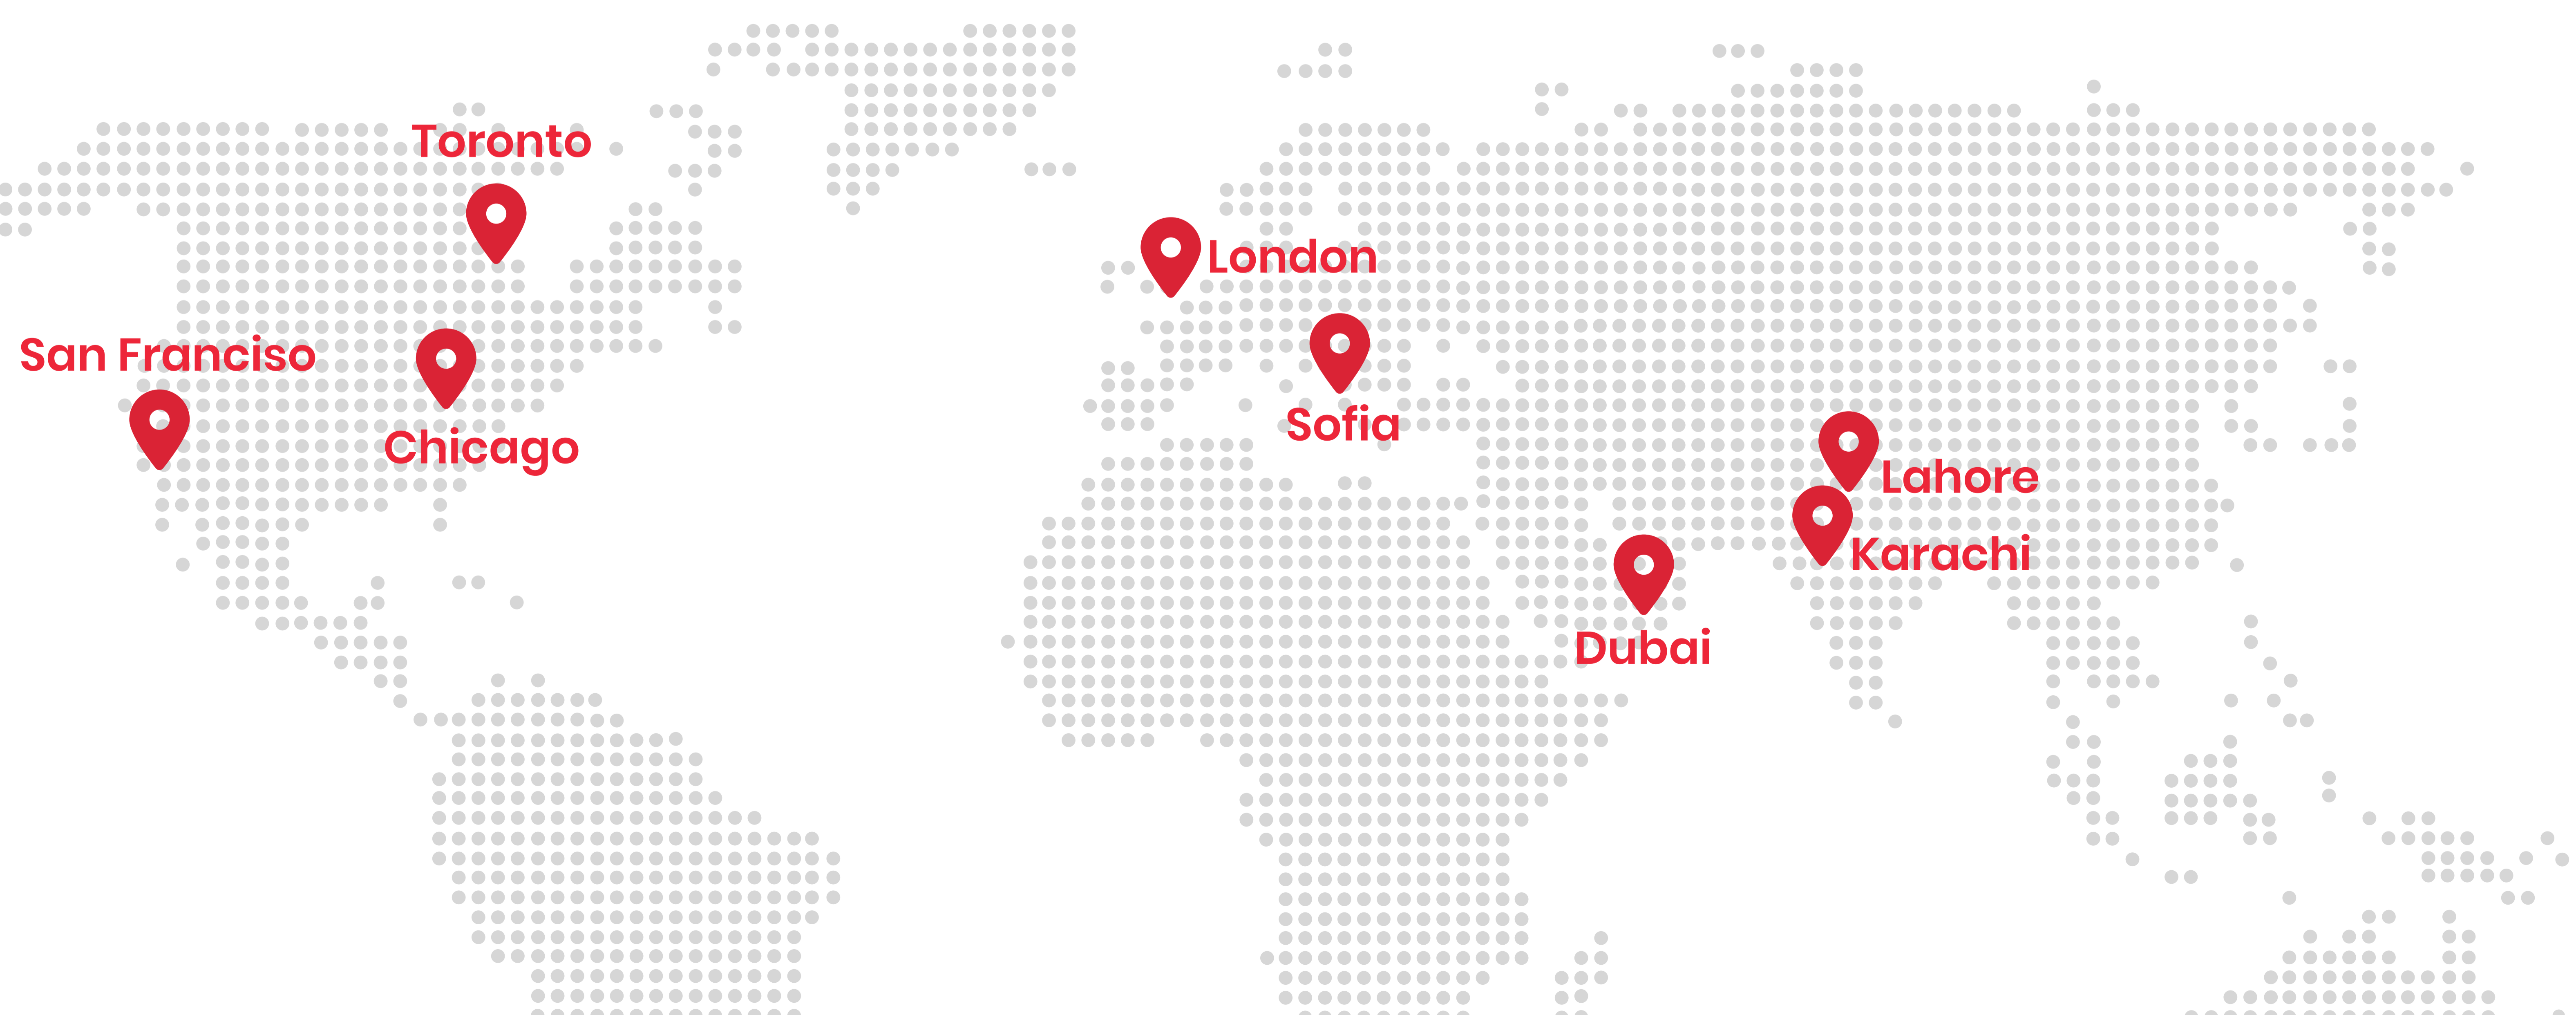 Toronto
London
San Franciso
Sofia
Chicago
Lahore
Karachi
Dubai